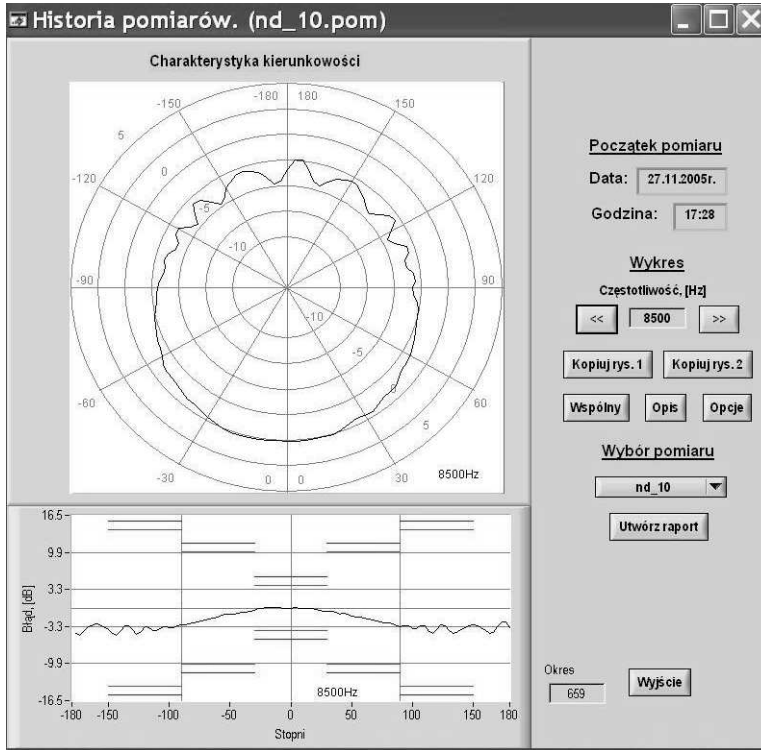 Historia pomiarów. (nd_10.pom)
Charakterystyka kierunkowości
-180 180
-150 150
5
-120 0 120
-5
-10
-90 90
-10
-5
-60 0 60
5
-30 0 0 30
8500Hz
16.5
9.9
3.3
-3.3
-9.9
-16.5
Błąd, [dB]
8500Hz
-180 -150 -100 -50 0 50 100 150 180
Stopni
Początek pomiaru
Data: 27.11.2005r.
Godzina: 17:28
Wykres
Częstotliwość, [Hz]
<< 8500 >>
Kopiuj rys. 1 Kopiuj rys. 2
Wspólny Opis Opcje
Wybór pomiaru
nd_10
Utwórz raport
Okres
659 Wyjście